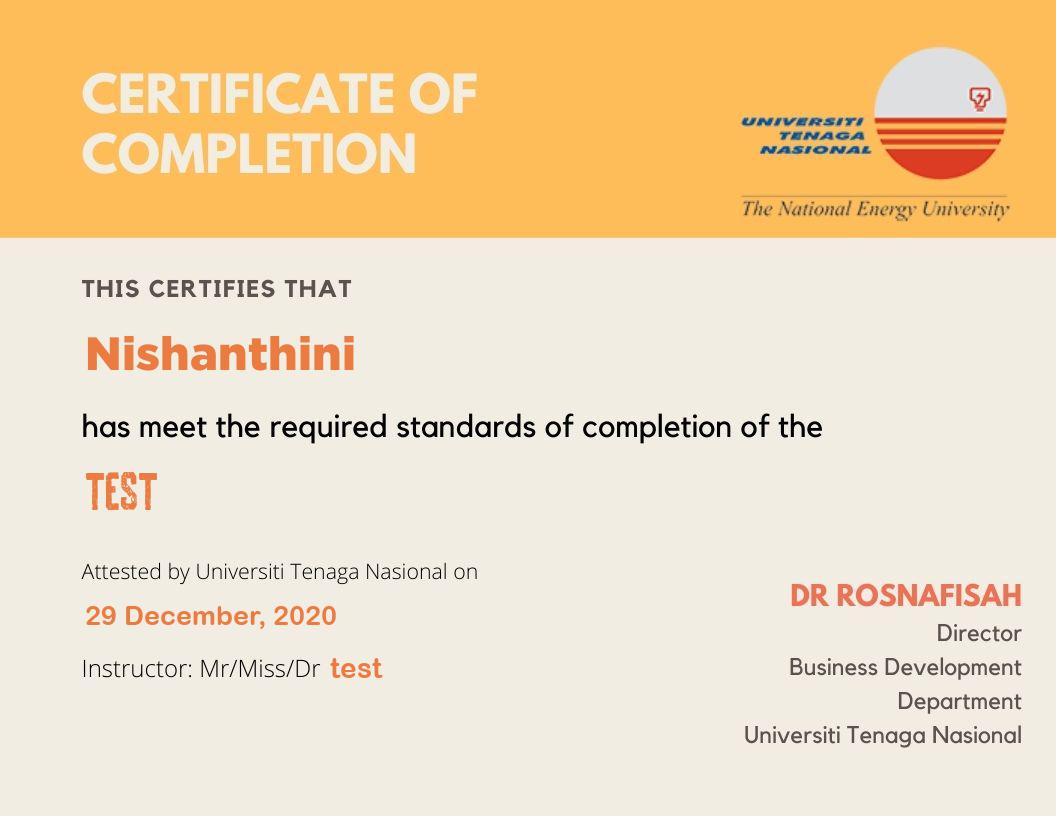 CERTIFICATE OF
COMPLETION
UNIVERSITI
TENAGA
NASIONAL
The National Energy University
THIS CERTIFIES THAT
Nishanthini
has meet the required standards of completion of the
TEST
Attested by Universiti Tenaga Nasional on
29 December, 2020
Instructor: Mr/Miss/Dr test
DR ROSNAFISAH
Director
Business Development
Department
Universiti Tenaga Nasional